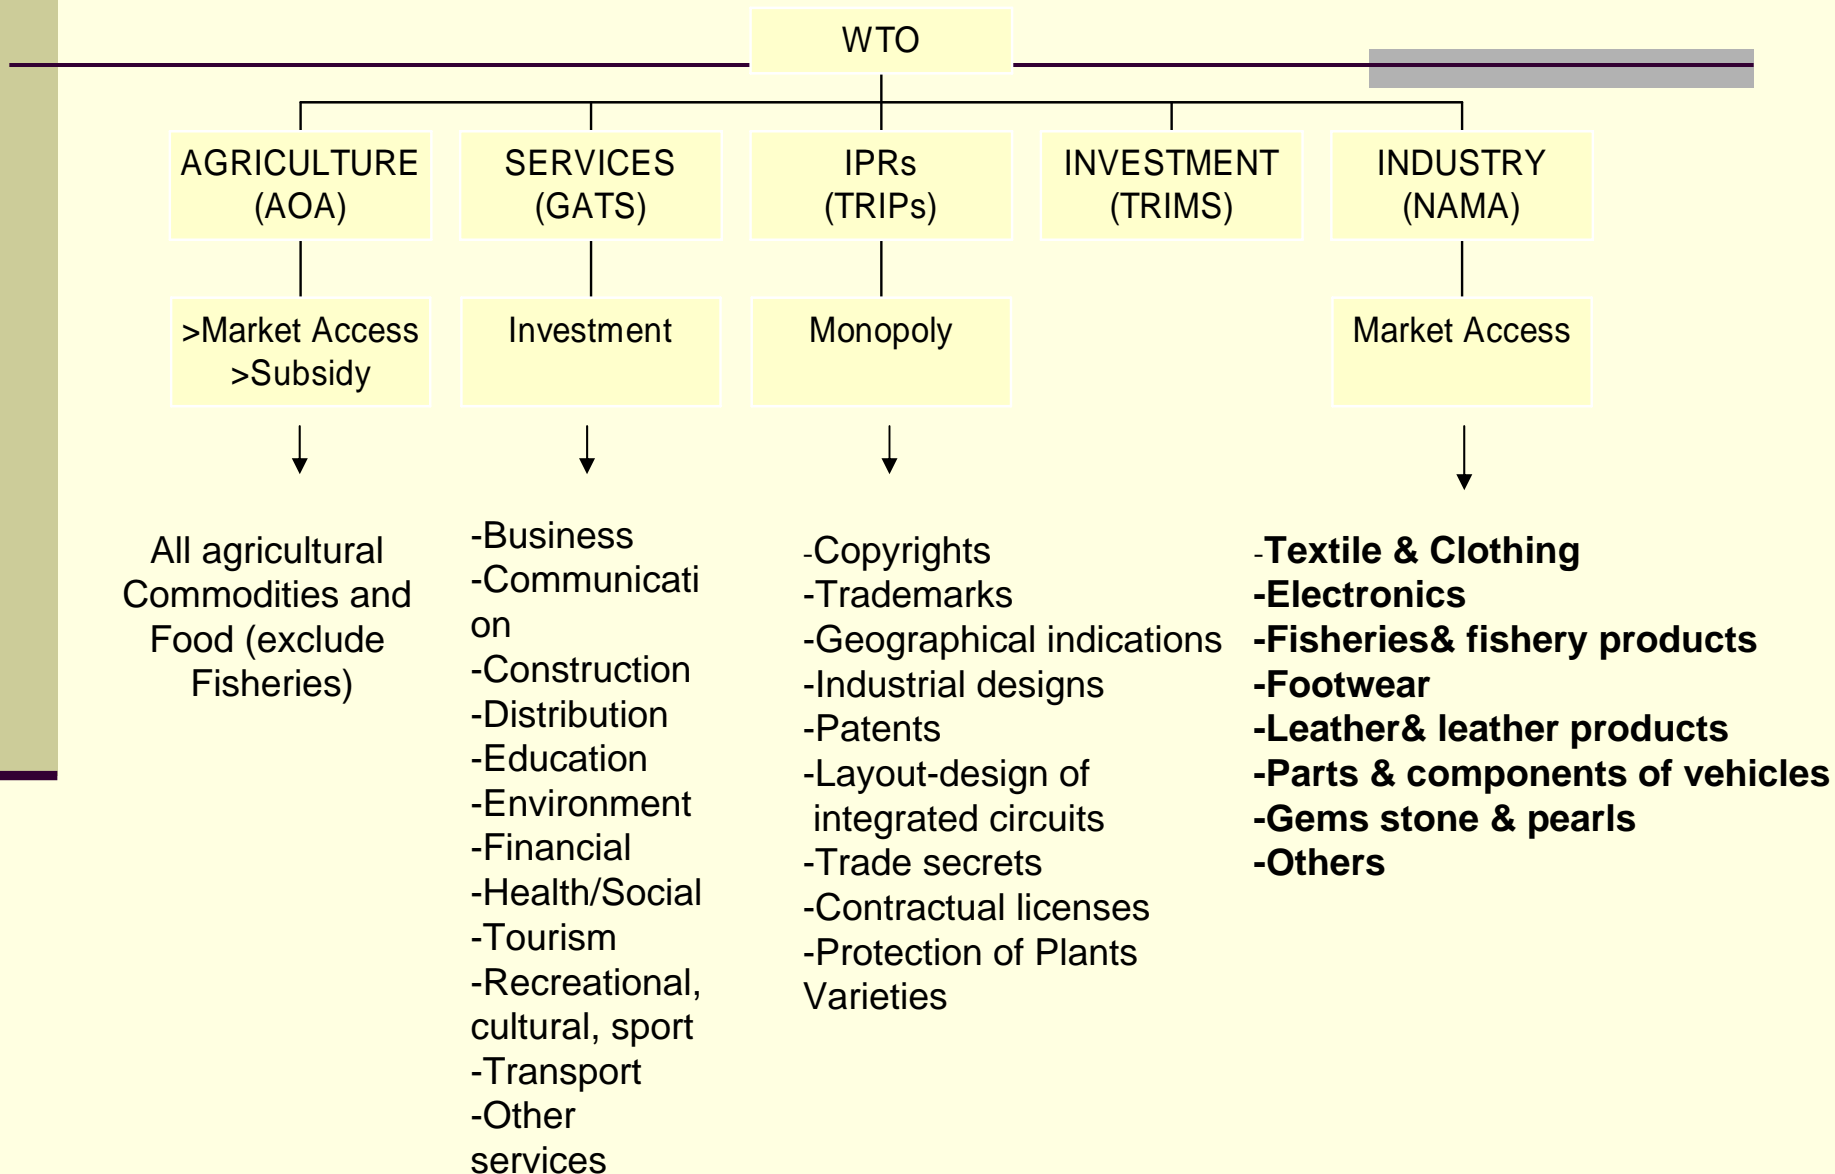 WTO
AGRICULTURE
(AOA)
SERVICES
(GATS)
IPRs
(TRIPs)
INVESTMENT
(TRIMS)
INDUSTRY
(NAMA)
>Market Access
>Subsidy
Investment
Monopoly
Market Access
All agricultural
Commodities and
Food (exclude
Fisheries)
-Business
-Communicati
on
-Construction
-Distribution
-Education
-Environment
-Financial
-Health/Social
-Tourism
-Recreational,
cultural, sport
-Transport
-Other
services
-Copyrights
-Trademarks
-Geographical indications
-Industrial designs
-Patents
-Layout-design of
integrated circuits
-Trade secrets
-Contractual licenses
-Protection of Plants
Varieties
-Textile & Clothing
-Electronics
-Fisheries& fishery products
-Footwear
-Leather& leather products
-Parts & components of vehicles
-Gems stone & pearls
-Others